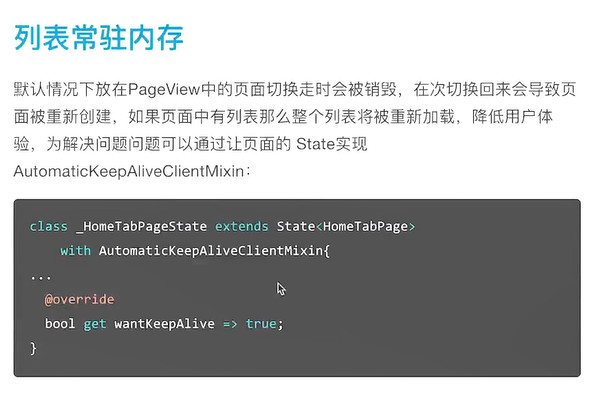 列表常驻内存
默认情况下放在PageView中的页面切换走时会被销毁，在次切换回来会导致页
面被重新创建，如果页面中有列表那么整个列表将被重新加载，降低用户体
验，为解决问题问题可以通过让页面的 State实现
AutomaticKeepAliveClientMixin：
class _HomeTabPageState extends State<HomeTabPage>
    with AutomaticKeepAliveClientMixin{
...
  @override
  bool get wantKeepAlive => true;
}